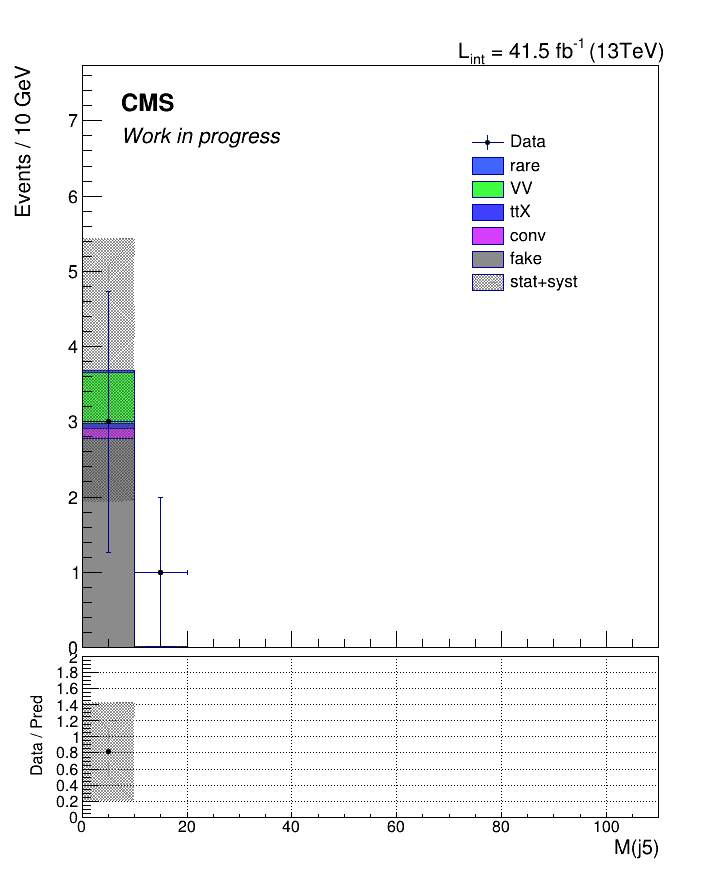 L_int = 41.5 fb^-1 (13TeV)
Events / 10 GeV
CMS
Work in progress
Data
rare
VV
ttX
conv
fake
stat+syst
7
6
5
4
3
2
1
0
Data / Pred
2
1.8
1.6
1.4
1.2
1
0.8
0.6
0.4
0.2
0
0 20 40 60 80 100
M(j5)